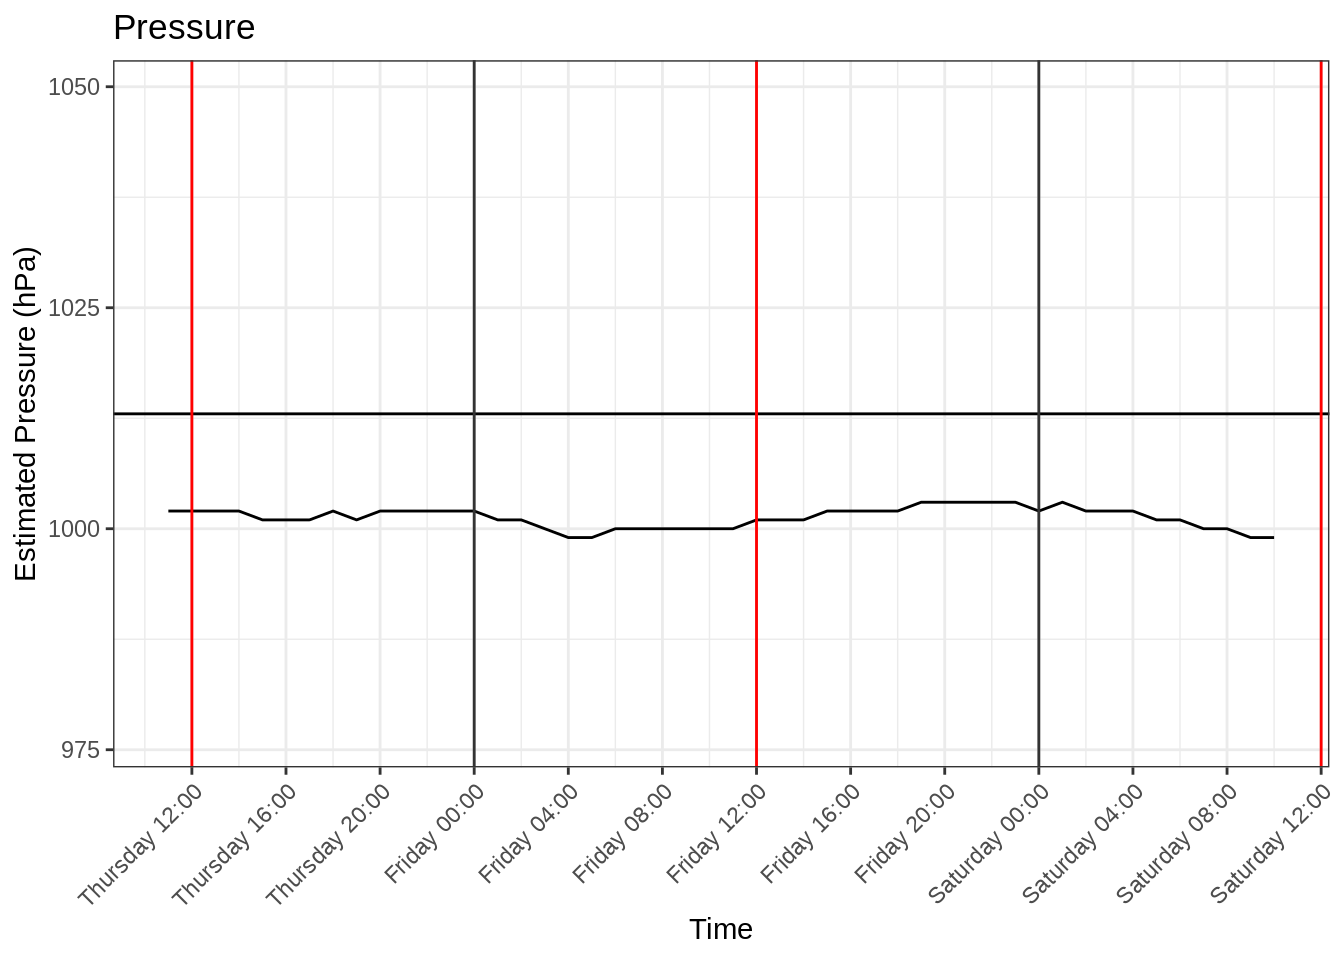 Pressure
Estimated Pressure (hPa)
1050
1025
1000
975
Thursday 12:00
Thursday 16:00
Thursday 20:00
Friday 00:00
Friday 04:00
Friday 08:00
Friday 12:00
Friday 16:00
Friday 20:00
Saturday 00:00
Saturday 04:00
Saturday 08:00
Saturday 12:00
Time